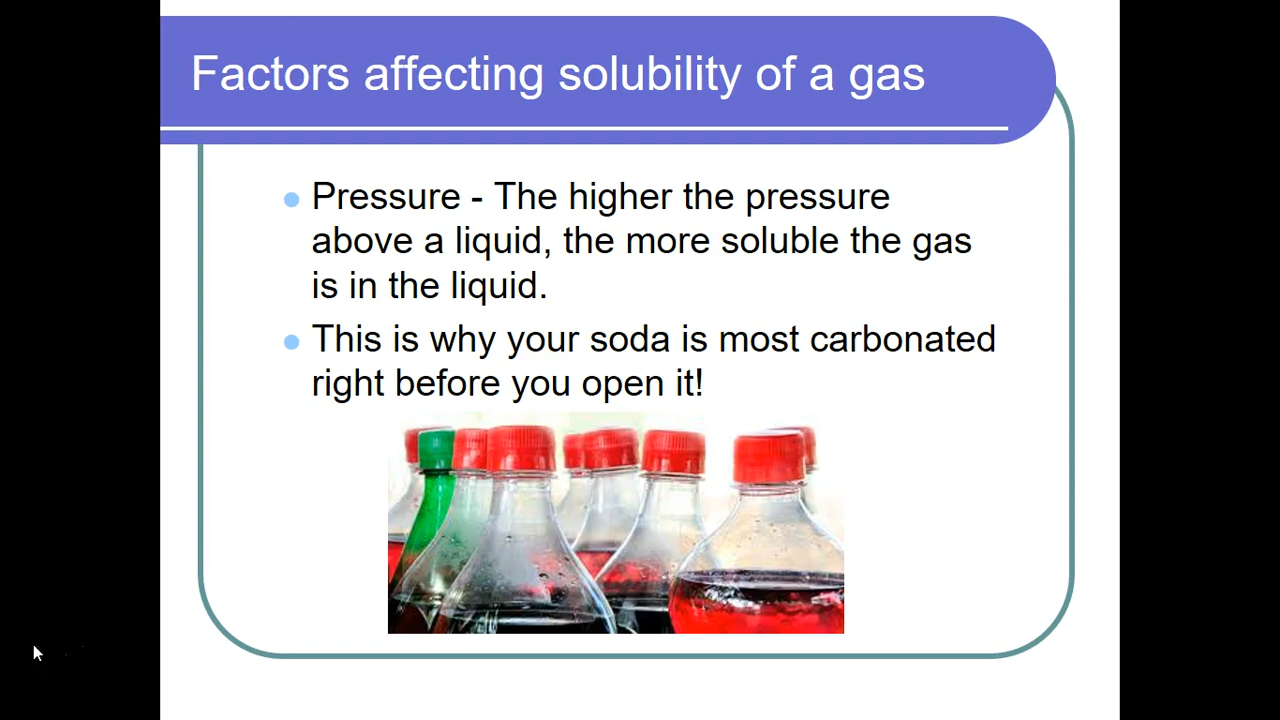 Factors affecting solubility of a gas
Pressure - The higher the pressure
above a liquid, the more soluble the gas
is in the liquid.
This is why your soda is most carbonated
right before you open it!